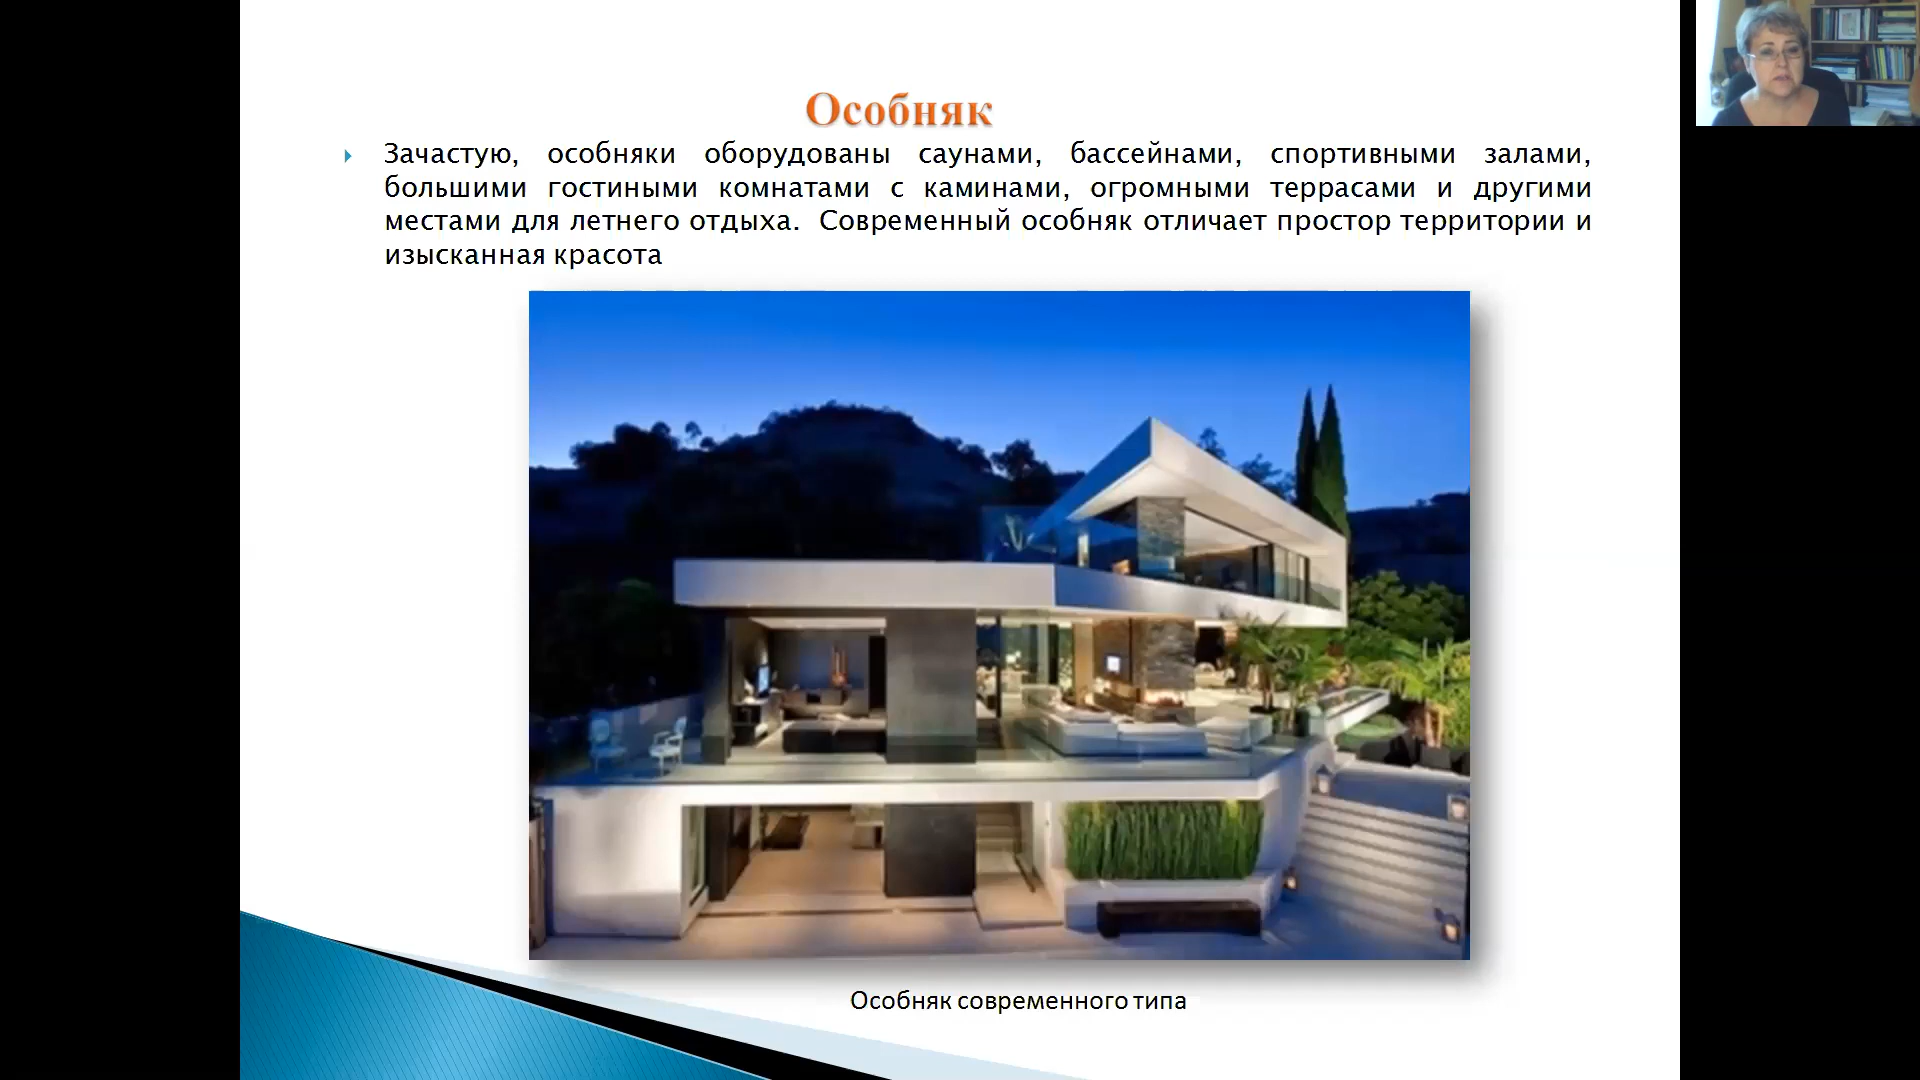 Особняк
Зачастую, особняки оборудованы саунами, бассейнами, спортивными залами,
большими гостиными комнатами с каминами, огромными террасами и другими
местами для летнего отдыха. Современный особняк отличает простор территории и
изысканная красота
Особняк современного типа